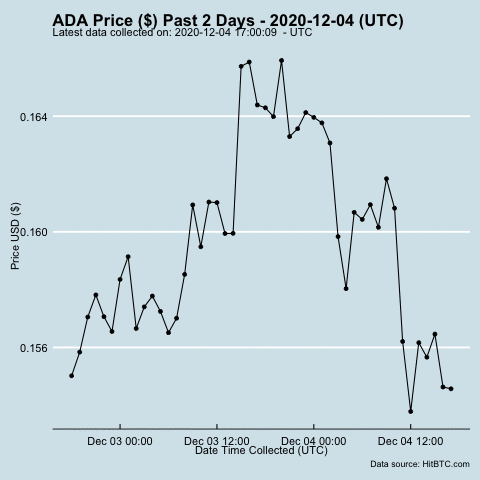 ADA Price ($) Past 2 Days - 2020-12-04 (UTC)
Latest data collected on: 2020-12-04 17:00:09  - UTC
0.164
0.160
0.156
Price USD ($)
Dec 03 00:00 Dec 03 12:00 Dec 04 00:00 Dec 04 12:00
Date Time Collected (UTC)
Data source: HitBTC.com